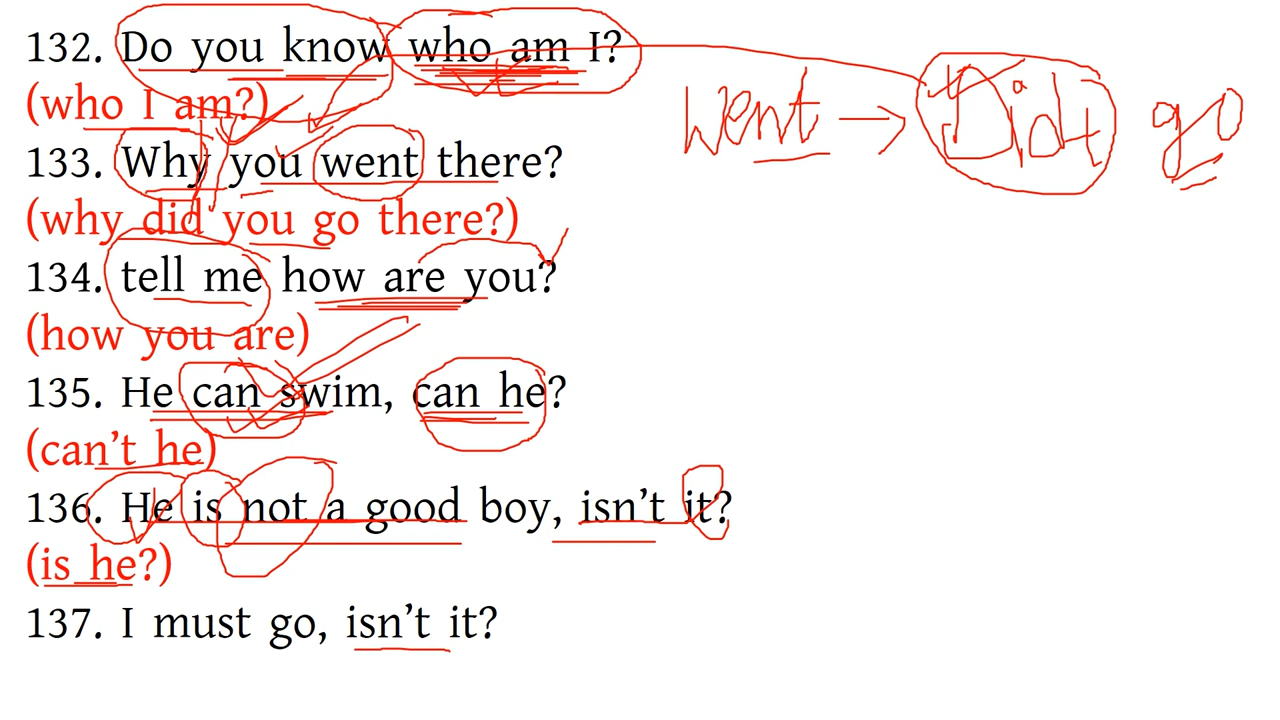 132. Do you know who am I?
(who I am?)
133. Why you went there?
(why did you go there?)
134. tell me how are you?
(how you are)
135. He can swim, can he?
(can't he)
136. He is not a good boy, isn't it?
(is he?)
137. I must go, isn't it?
Went → Did + go